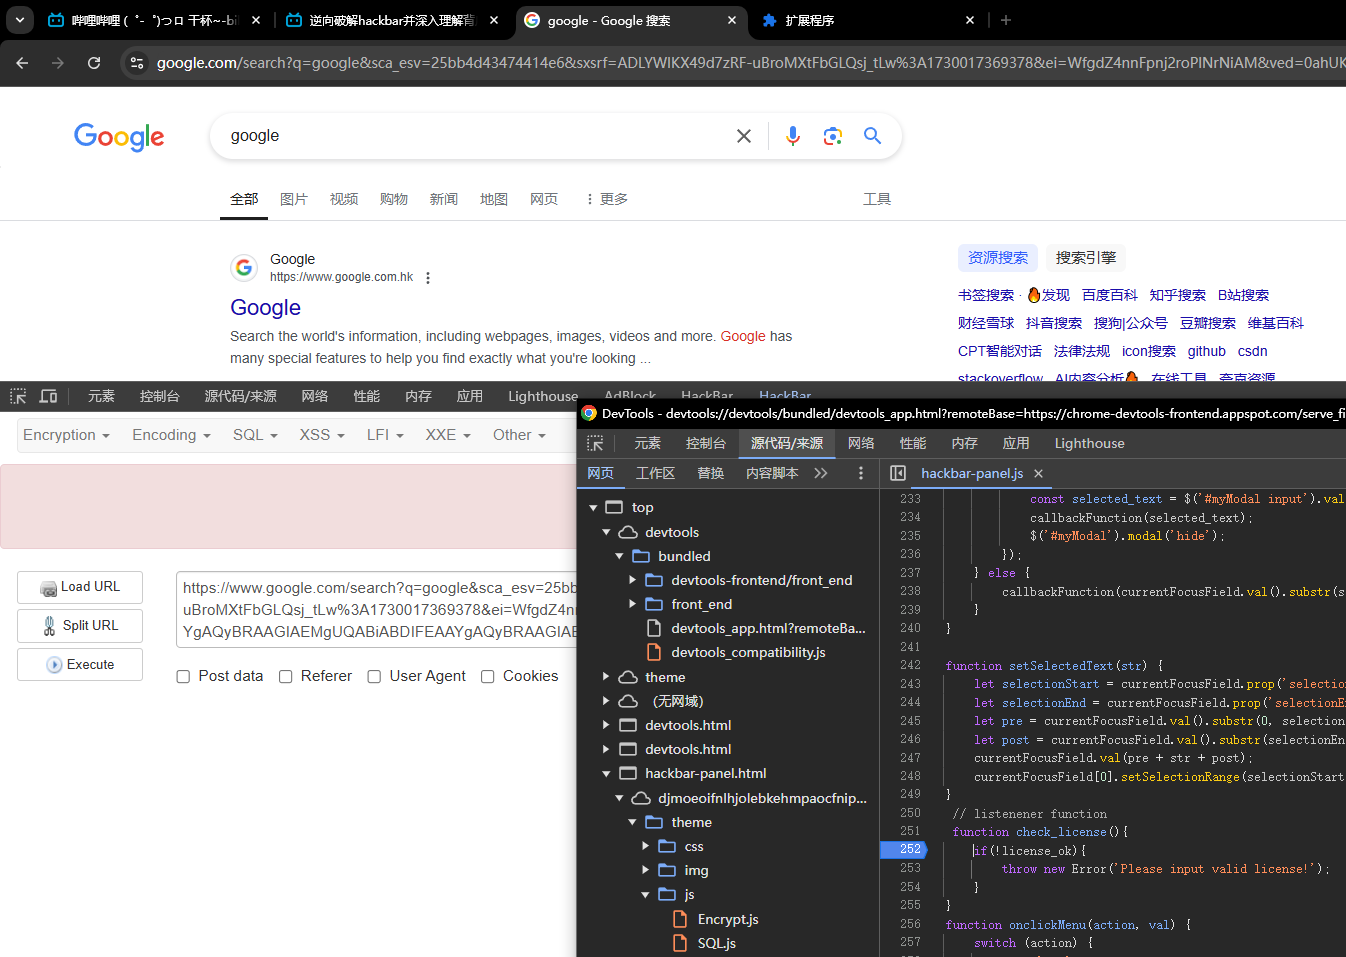 哔哩哔哩 ( ゜- ゜)つロ 干杯~-bi
逆向破解hackbar并深入理解背
google - Google 搜索
扩展程序
google.com/search?q=google&sca_esv=25bb4d43474414e6&sxsrf=ADLYWIKX49d7zRF-uBroMXtFbGLQsj_tLw%3A1730017369378&ei=WfgdZ4nnFpnj2roPlNrNiAM&ved=0ahUK
Google
google
全部 图片 视频 购物 新闻 地图 网页 更多 工具
Google
https://www.google.com.hk
Google
Search the world's information, including webpages, images, videos and more. Google has
many special features to help you find exactly what you're looking ...
资源搜索 搜索引擎
书签搜索 · 🔥发现 百度百科 知乎搜索 B站搜索
财经雪球 抖音搜索 搜狗|公众号 豆瓣搜索 维基百科
CPT智能对话 法律法规 icon搜索 github csdn
stackoverflow AI内容分析🔥 在线工具 夸克资源
元素 控制台 源代码/来源 网络 性能 内存 应用 Lighthouse AdBlock HackBar HackBar
Encryption Encoding SQL XSS LFI XXE Other
Load URL
Split URL
Execute
https://www.google.com/search?q=google&sca_esv=25bb
uBroMXtFbGLQsj_tLw%3A1730017369378&ei=WfgdZ4nn
YgAQyBRAAGIAEMgUQABiABDIFEAAYgAQyBRAAGIAE
Post data Referer User Agent Cookies
DevTools - devtools://devtools/bundled/devtools_app.html?remoteBase=https://chrome-devtools-frontend.appspot.com/serve_fi
元素 控制台 源代码/来源 网络 性能 内存 应用 Lighthouse
网页 工作区 替换 内容脚本
hackbar-panel.js
top
devtools
bundled
devtools-frontend/front_end
front_end
devtools_app.html?remoteBa...
devtools_compatibility.js
theme
（无网域）
devtools.html
devtools.html
hackbar-panel.html
djmoeoifnlhjolebkehmpaocfnip...
theme
css
img
js
Encrypt.js
SQL.js
233 const selected_text = $('#myModal input').val
234 callbackFunction(selected_text);
235 $('#myModal').modal('hide');
236 });
237 } else {
238 callbackFunction(currentFocusField.val().substr(s
239 }
240 }
241
242 function setSelectedText(str) {
243 let selectionStart = currentFocusField.prop('selectio
244 let selectionEnd = currentFocusField.prop('selectionEn
245 let pre = currentFocusField.val().substr(0, selection
246 let post = currentFocusField.val().substr(selectionEn
247 currentFocusField.val(pre + str + post);
248 currentFocusField[0].setSelectionRange(selectionStart
249 }
250 // listenener function
251 function check_license(){
252 if(!license_ok){
253 throw new Error('Please input valid license!');
254 }
255 }
256 function onclickMenu(action, val) {
257 switch (action) {